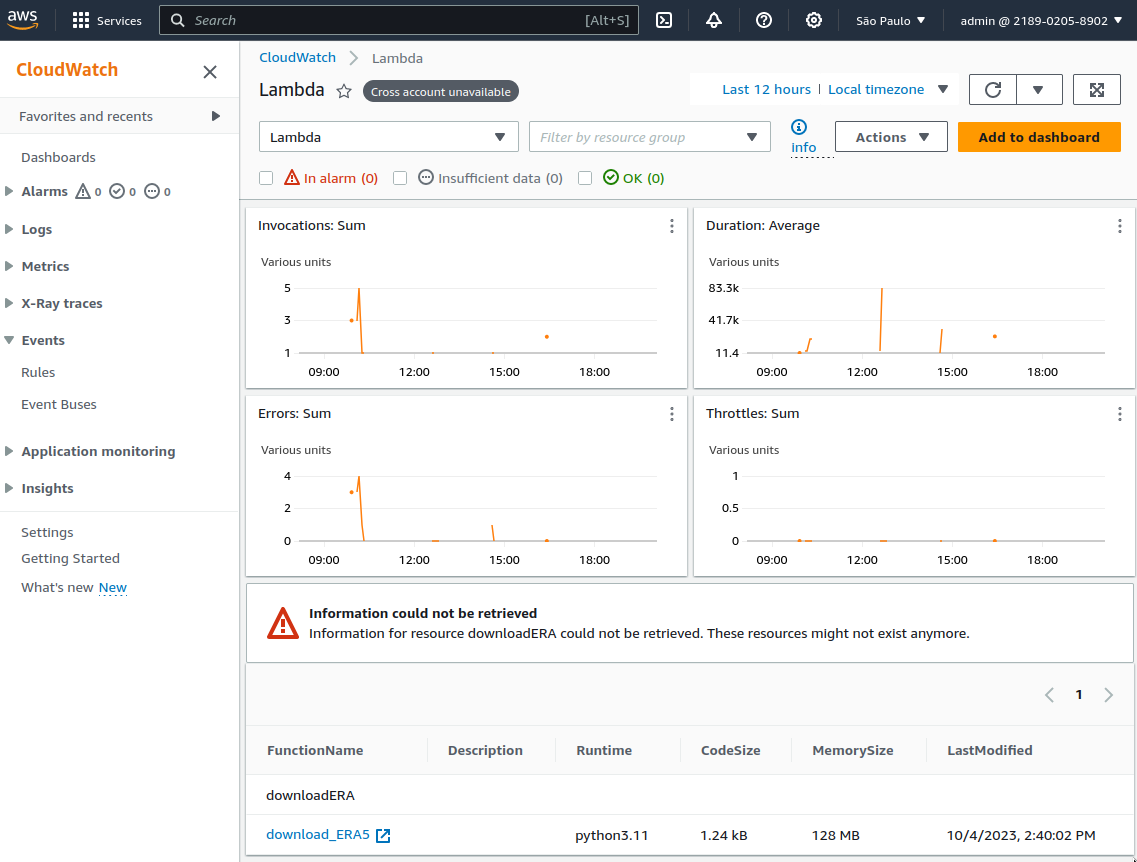 aws Services Search [Alt+S] São Paulo admin @ 2189-0205-8902
CloudWatch
Favorites and recents
Dashboards
Alarms 0 0 0
Logs
Metrics
X-Ray traces
Events
Rules
Event Buses
Application monitoring
Insights
Settings
Getting Started
What's new New
CloudWatch Lambda
Lambda Cross account unavailable Last 12 hours Local timezone
Lambda Filter by resource group info Actions Add to dashboard
In alarm (0) Insufficient data (0) OK (0)
Invocations: Sum
Various units
5
3
1
09:00 12:00 15:00 18:00
Duration: Average
Various units
83.3k
41.7k
11.4
09:00 12:00 15:00 18:00
Errors: Sum
Various units
4
2
0
09:00 12:00 15:00 18:00
Throttles: Sum
Various units
1
0.5
0
09:00 12:00 15:00 18:00
Information could not be retrieved
Information for resource downloadERA could not be retrieved. These resources might not exist anymore.
1
FunctionName Description Runtime CodeSize MemorySize LastModified
downloadERA
download_ERA5 python3.11 1.24 kB 128 MB 10/4/2023, 2:40:02 PM